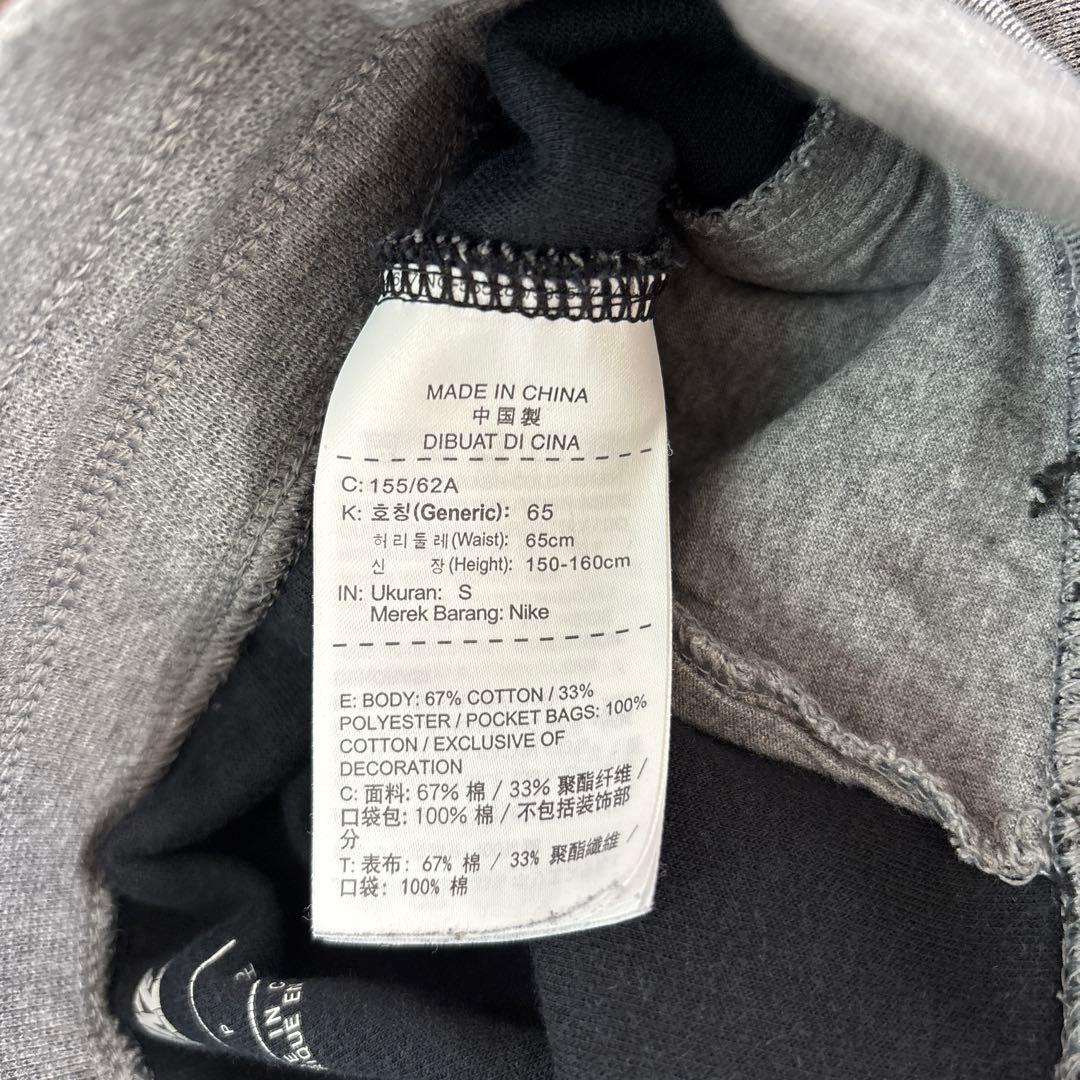 MADE IN CHINA
中国製
DIBUAT DI CINA
C: 155/62A
K: 호칭(Generic): 65
허리둘레(Waist): 65cm
신 장(Height): 150-160cm
IN: Ukuran: S
Merek Barang: Nike
E: BODY: 67% COTTON / 33%
POLYESTER / POCKET BAGS: 100%
COTTON / EXCLUSIVE OF
DECORATION
C: 面料: 67% 棉 / 33% 聚酯纤维 /
口袋包: 100% 棉 / 不包括装饰部
分
T: 表布: 67% 棉 / 33% 聚酯纖維 /
口袋: 100% 棉
IN